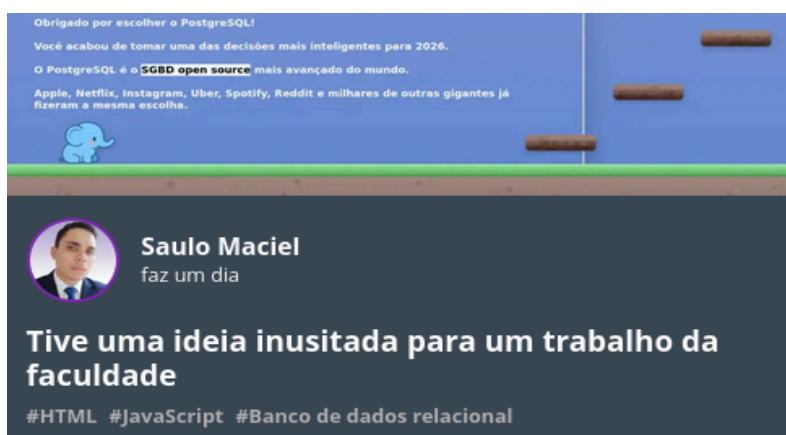 Obrigado por escolher o PostgreSQL!
Você acabou de tomar uma das decisões mais inteligentes para 2026.
O PostgreSQL é o SGBD open source mais avançado do mundo.
Apple, Netflix, Instagram, Uber, Spotify, Reddit e milhares de outras gigantes já
fizeram a mesma escolha.
Saulo Maciel
faz um dia
Tive uma ideia inusitada para um trabalho da
faculdade
#HTML #JavaScript #Banco de dados relacional